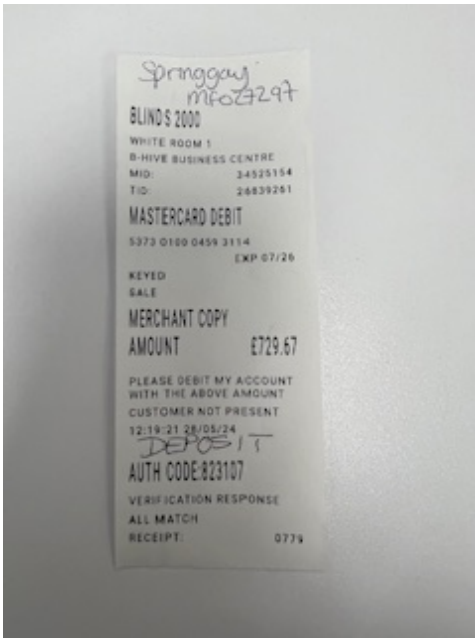 Springgay
MF027297
BLINDS 2000
WHITE ROOM 1
B-HIVE BUSINESS CENTRE
MID: 34525154
TID: 26839261
MASTERCARD DEBIT
5373 0100 0459 3114
EXP 07/26
KEYED
SALE
MERCHANT COPY
AMOUNT £729.67
PLEASE DEBIT MY ACCOUNT
WITH THE ABOVE AMOUNT
CUSTOMER NOT PRESENT
12:19:21 28/05/24
DEPOSIT
AUTH CODE:823107
VERIFICATION RESPONSE
ALL MATCH
RECEIPT: 0779